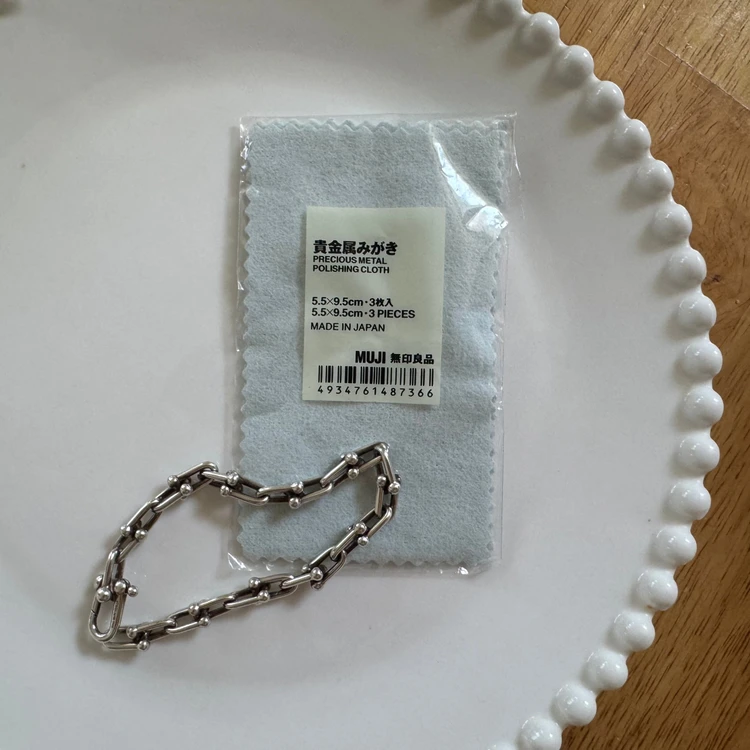 貴金属みがき
PRECIOUS METAL
POLISHING CLOTH
5.5×9.5cm・3枚入
5.5×9.5cm・3 PIECES
MADE IN JAPAN
MUJI 無印良品
4934761487366